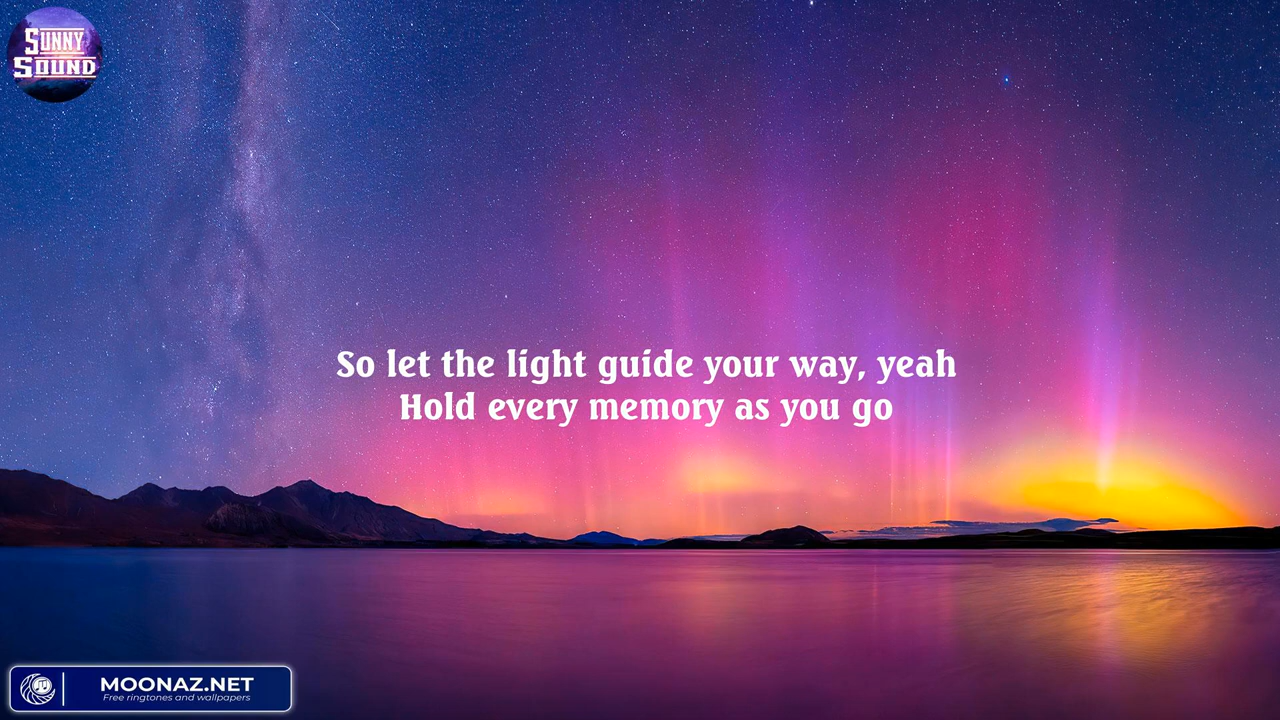 SUNNY
SOUND
So let the light guide your way, yeah
Hold every memory as you go
MOONAZ.NET
Free ringtones and wallpapers